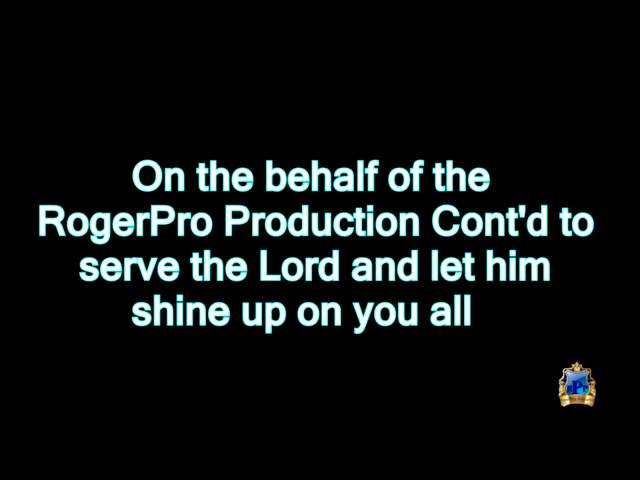 On the behalf of the
RogerPro Production Cont'd to
serve the Lord and let him
shine up on you all